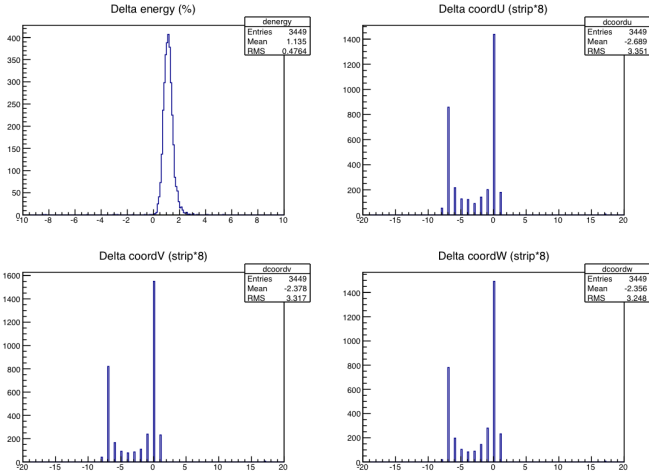 Delta energy (%)
denergy
Entries 3449
Mean 1.135
RMS 0.4764
400
350
300
250
200
150
100
50
0
-10 -8 -6 -4 -2 0 2 4 6 8 10
Delta coordU (strip*8)
dcoordu
Entries 3449
Mean -2.689
RMS 3.351
1400
1200
1000
800
600
400
200
0
-20 -15 -10 -5 0 5 10 15 20
Delta coordV (strip*8)
dcoordv
Entries 3449
Mean -2.378
RMS 3.317
1600
1400
1200
1000
800
600
400
200
0
-20 -15 -10 -5 0 5 10 15 20
Delta coordW (strip*8)
dcoordw
Entries 3449
Mean -2.356
RMS 3.248
1400
1200
1000
800
600
400
200
0
-20 -15 -10 -5 0 5 10 15 20